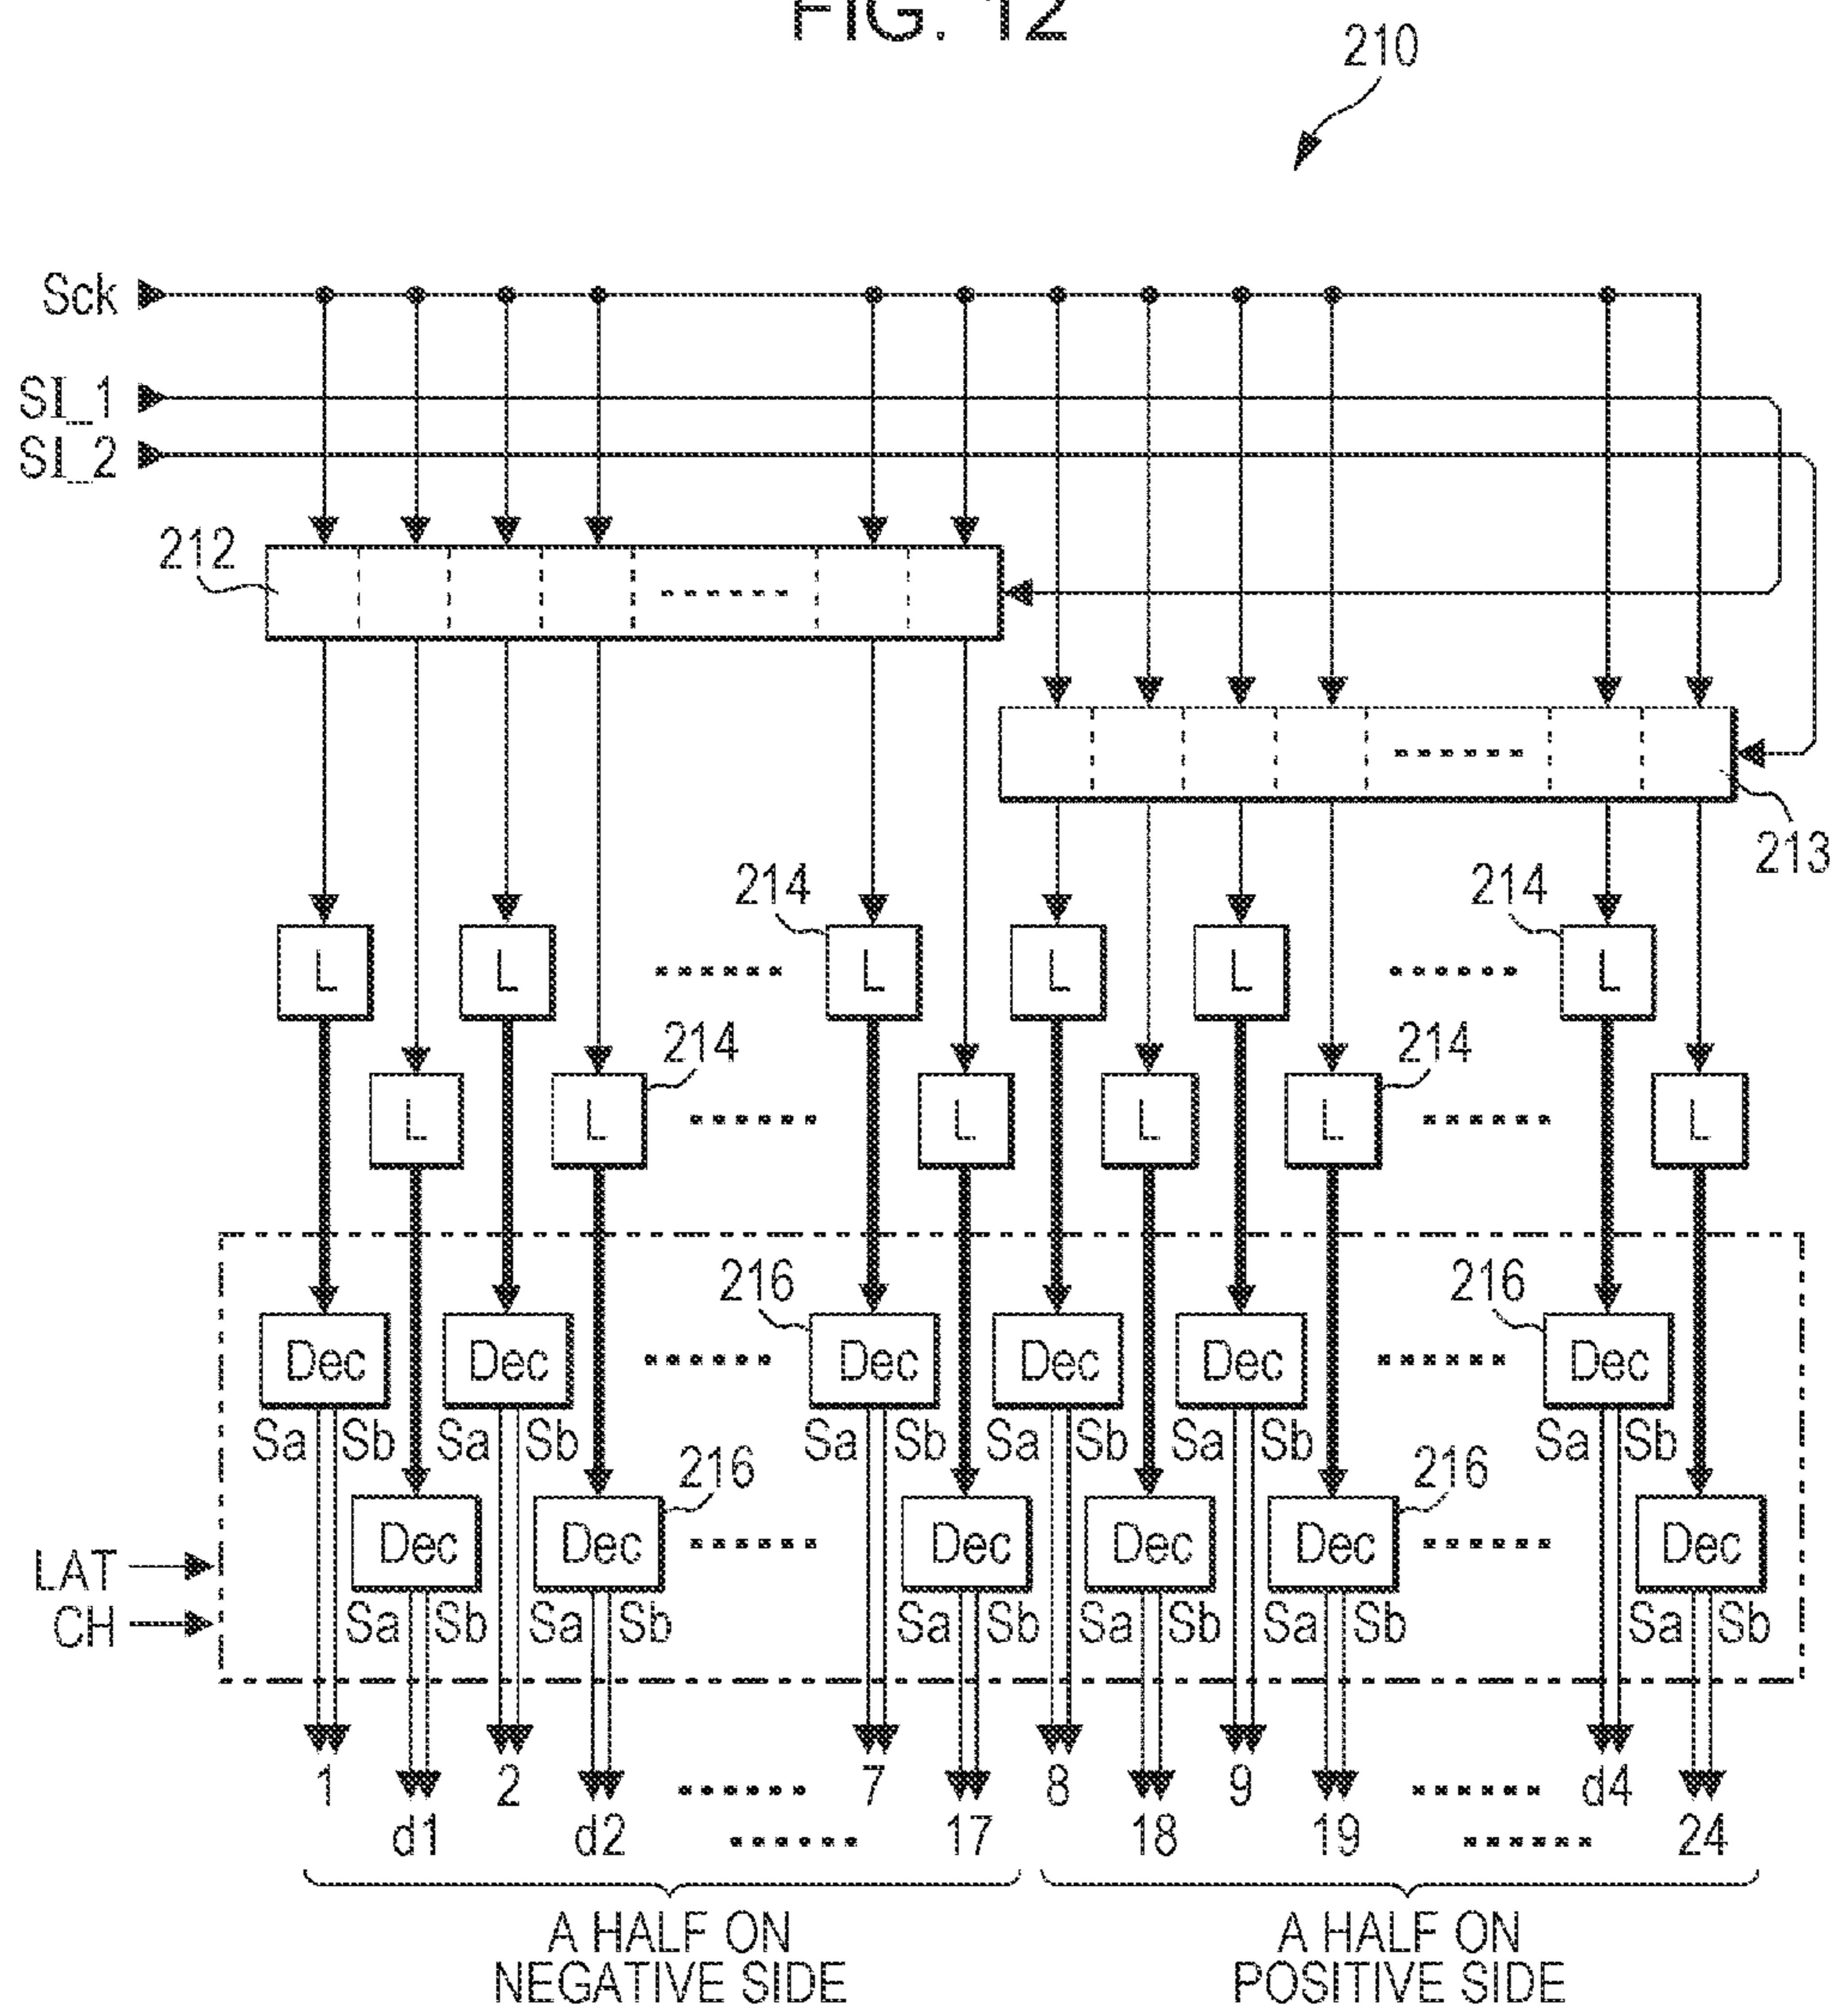 FIG. 12
210
Sck
SI_1
SI_2
212
213
214
214
L L L L L L
214
214
L L L L L L
216
216
Dec Dec Dec Dec Dec Dec
Sa Sb Sa Sb Sa Sb Sa Sb Sa Sb Sa Sb
216
216
Dec Dec Dec Dec Dec Dec
LAT
Sa Sb Sa Sb Sa Sb Sa Sb Sa Sb Sa Sb
CH
1 2 ...... 7 8 9 ...... d4
d1 d2 ...... 17 18 19 ...... 24
A HALF ON
NEGATIVE SIDE
A HALF ON
POSITIVE SIDE